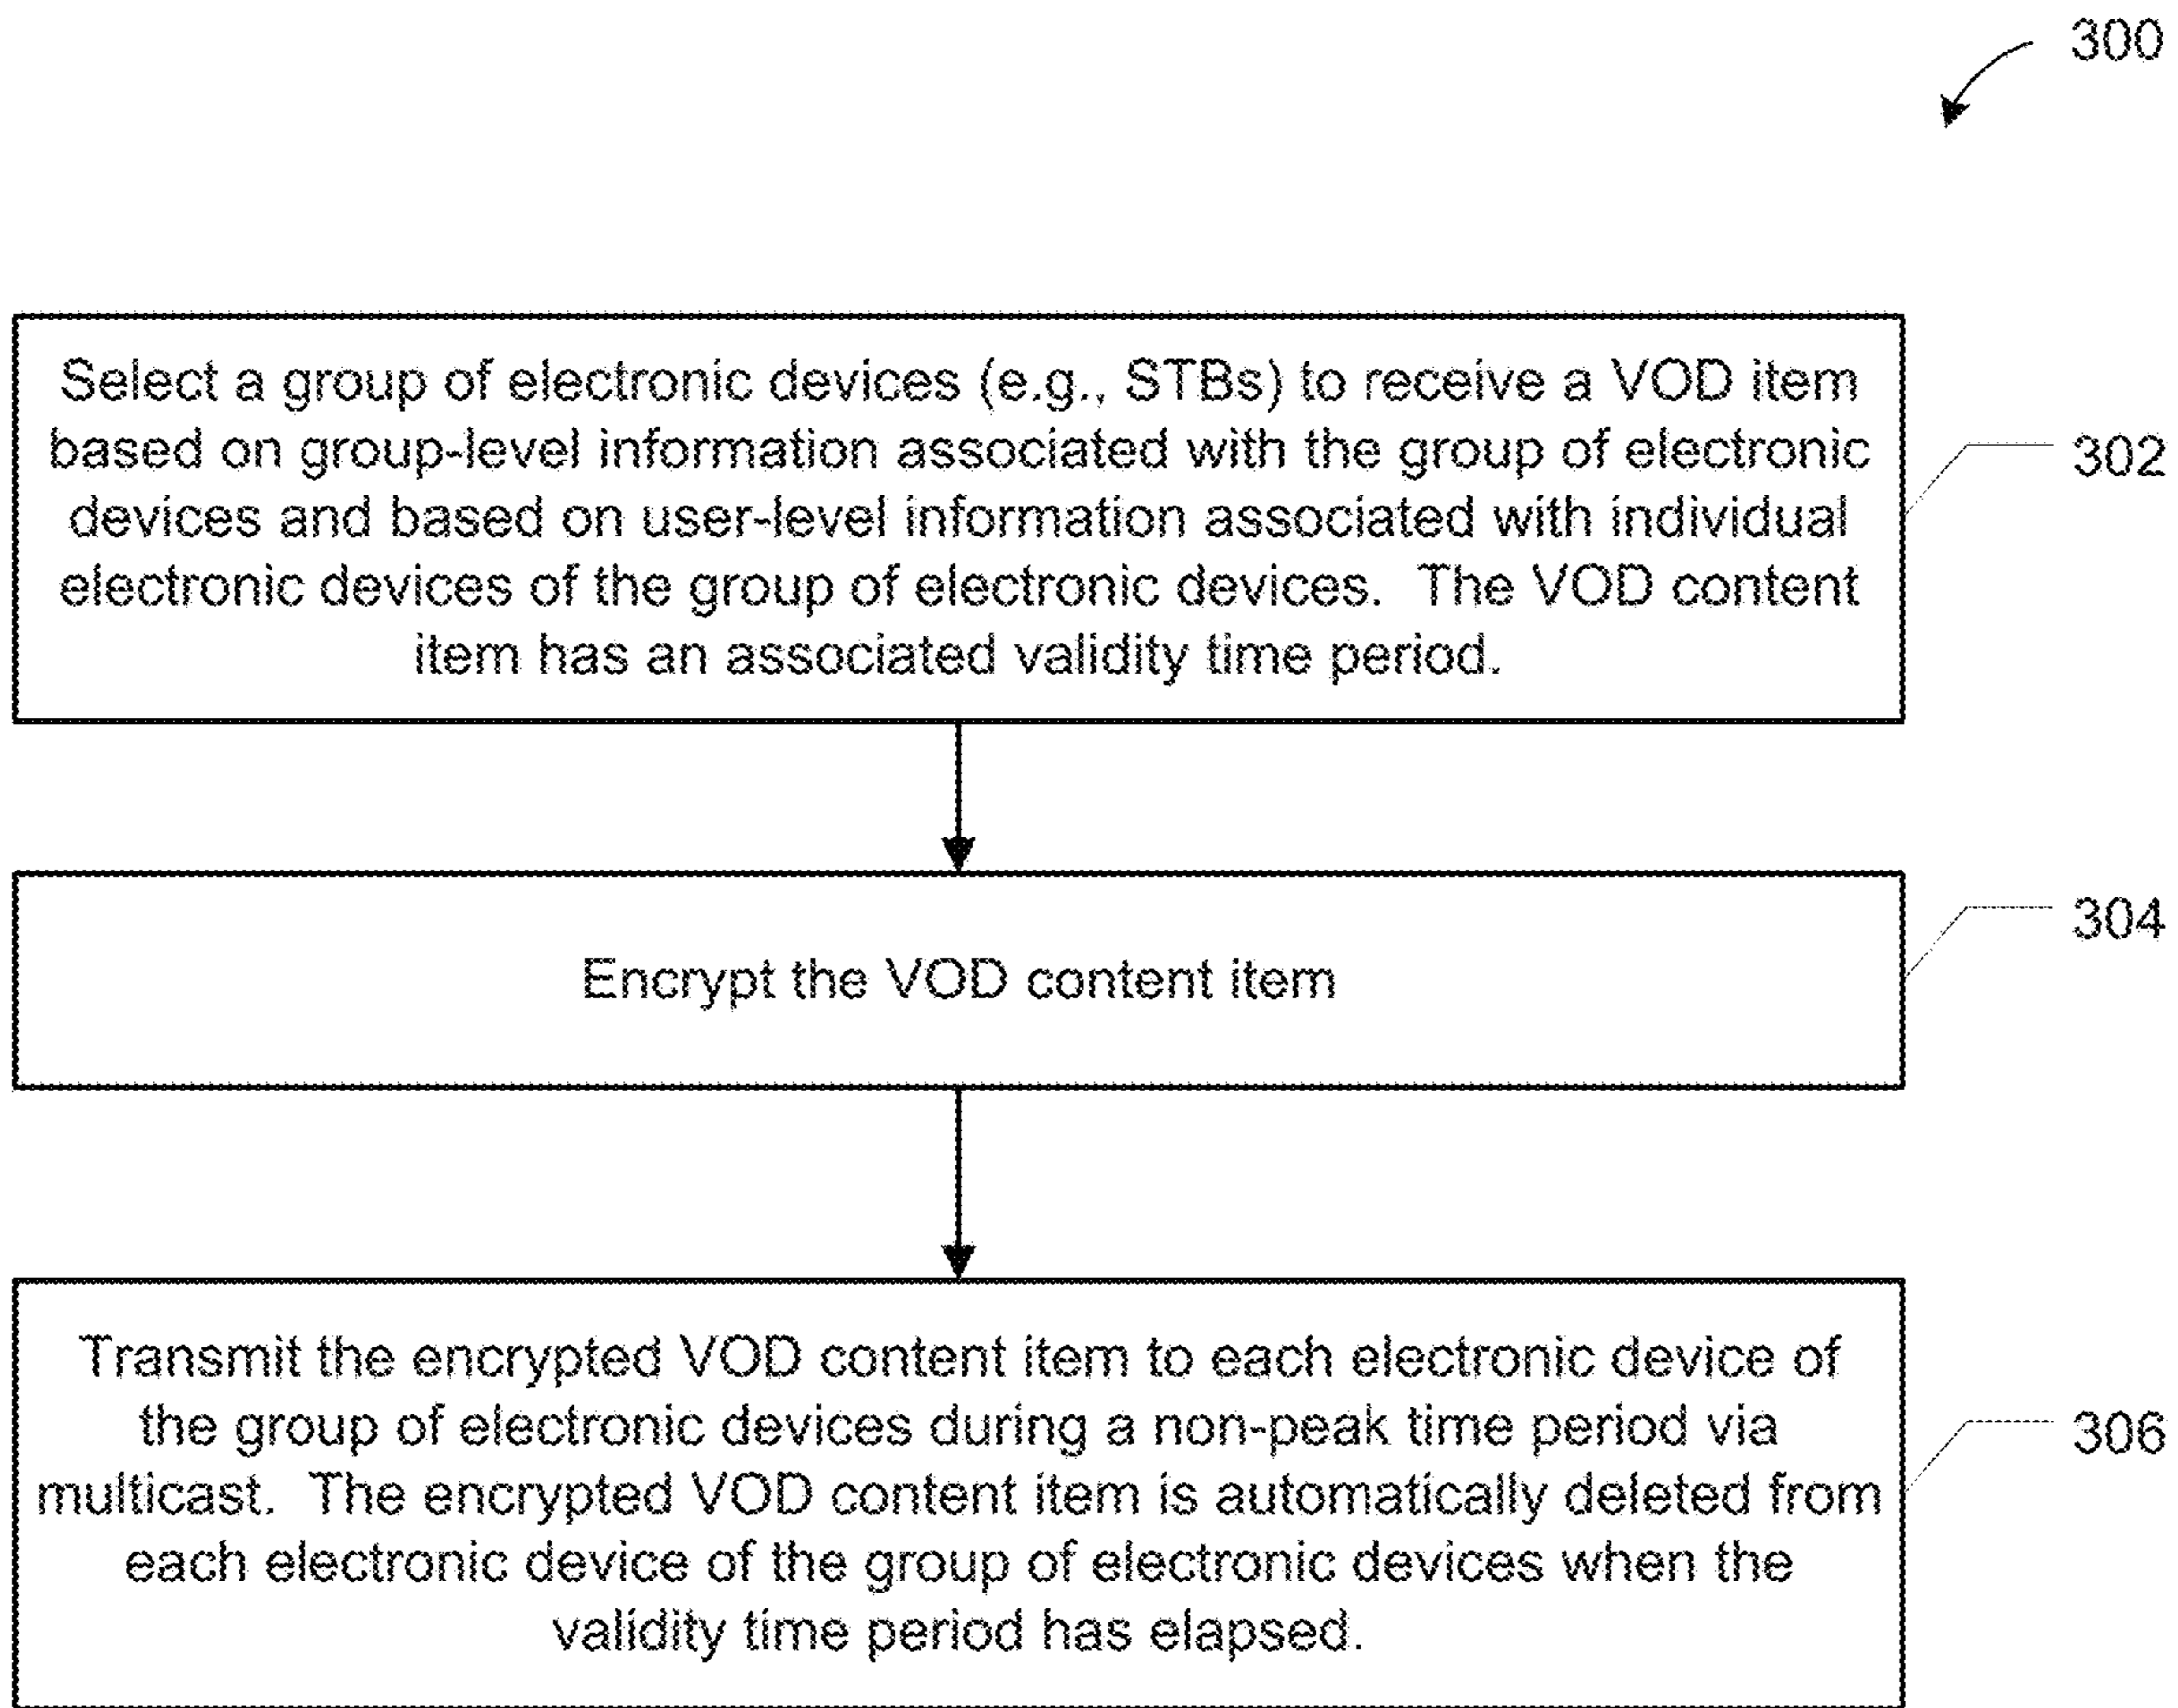 300
Select a group of electronic devices (e.g., STBs) to receive a VOD item
based on group-level information associated with the group of electronic
devices and based on user-level information associated with individual
electronic devices of the group of electronic devices. The VOD content
item has an associated validity time period.
302
Encrypt the VOD content item
304
Transmit the encrypted VOD content item to each electronic device of
the group of electronic devices during a non-peak time period via
multicast. The encrypted VOD content item is automatically deleted from
each electronic device of the group of electronic devices when the
validity time period has elapsed.
306